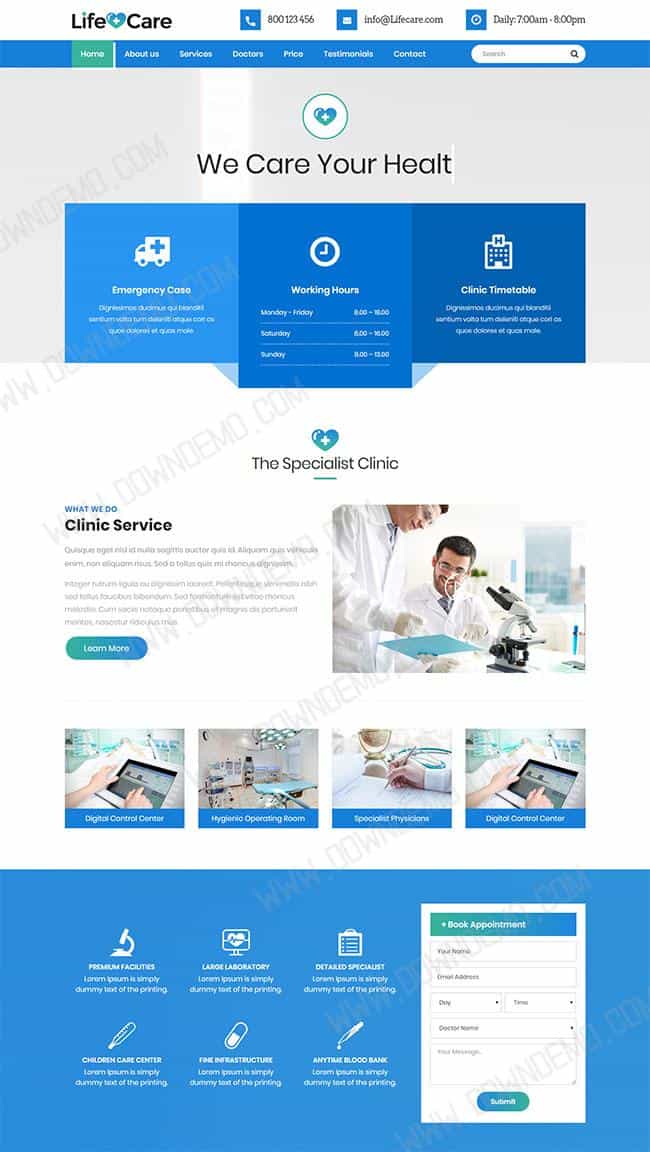 Life Care
800 123 456
info@Lifecare.com
Daily: 7:00am - 8:00pm
Home
About us
Services
Doctors
Price
Testimonials
Contact
Search
We Care Your Healt
Emergency Case
Dignissimos ducimus qui blanditii
sentium volta tum deleniti atque cori as
quos dolores et quas male.
Working Hours
Monday - Friday 8.00 – 18.00
Saturday 8.00 – 16.00
Sunday 8.00 – 13.00
Clinic Timetable
Dignissimos ducimus qui blanditii
sentium volta tum deleniti atque cori as
quos dolores et quas male.
The Specialist Clinic
WHAT WE DO
Clinic Service
Quisque eget nisl id nulla sagittis auctor quis id. Aliquam quis vehicula
enim, non aliquam risus. Sed a tellus quis mi rhoncus dignissim.
Integer rutrum ligula eu dignissim laoreet. Pellentesque venenatis nibh
sed tellus faucibus bibendum. Sed fermentum est vitae rhoncus
molestie. Cum sociis natoque penatibus et magnis dis parturient
montes, nascetur ridiculus mus.
Learn More
Digital Control Center
Hygienic Operating Room
Specialist Physicians
Digital Control Center
PREMIUM FACILITIES
Lorem Ipsum is simply
dummy text of the printing.
LARGE LABORATORY
Lorem Ipsum is simply
dummy text of the printing.
DETAILED SPECIALIST
Lorem Ipsum is simply
dummy text of the printing.
CHILDREN CARE CENTER
Lorem Ipsum is simply
dummy text of the printing.
FINE INFRASTRUCTURE
Lorem Ipsum is simply
dummy text of the printing.
ANYTIME BLOOD BANK
Lorem Ipsum is simply
dummy text of the printing.
+ Book Appointment
Your Name
Email Address
Day
Time
Doctor Name
Your Message...
Submit
WWW.DOWNDEMO.COM